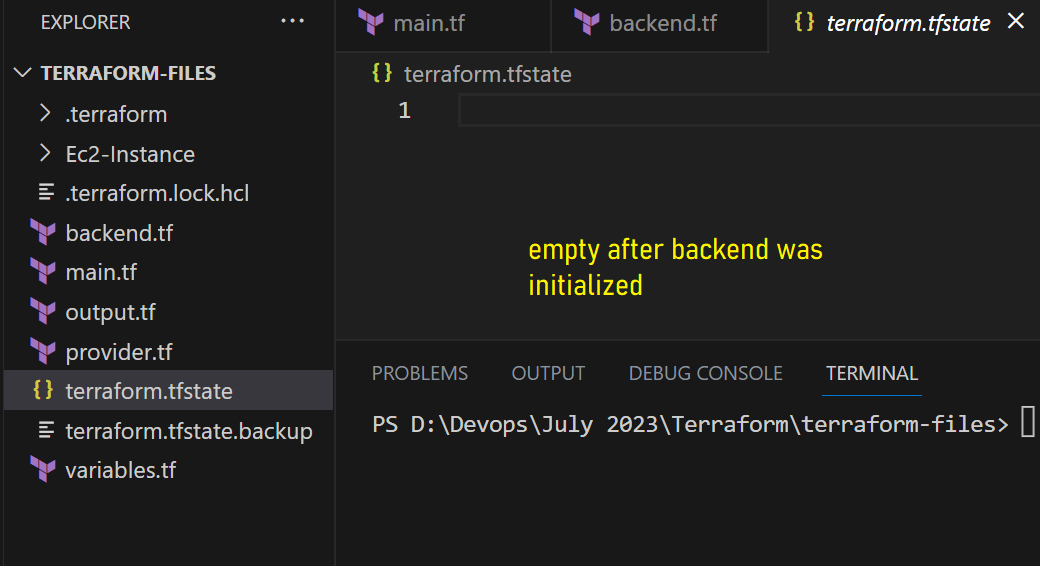 EXPLORER
TERRAFORM-FILES
.terraform
Ec2-Instance
.terraform.lock.hcl
backend.tf
main.tf
output.tf
provider.tf
terraform.tfstate
terraform.tfstate.backup
variables.tf
main.tf backend.tf {} terraform.tfstate
{} terraform.tfstate
1
empty after backend was
initialized
PROBLEMS OUTPUT DEBUG CONSOLE TERMINAL
PS D:\Devops\July 2023\Terraform\terraform-files>